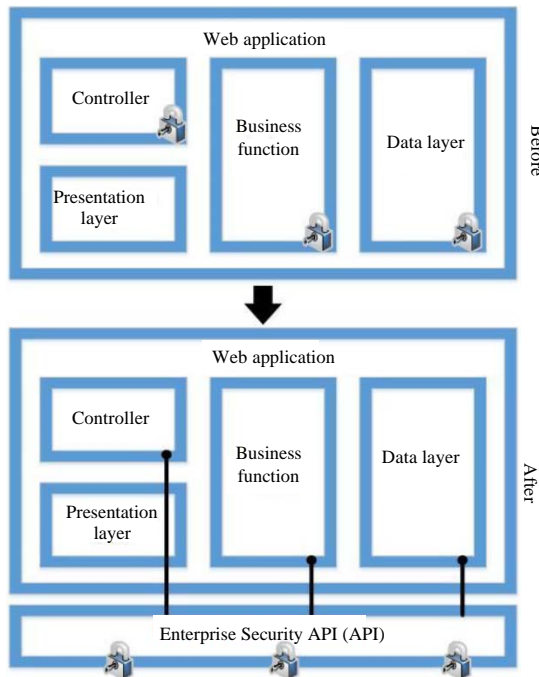 Web application
Controller
Presentation
layer
Business
function
Data layer
Before
Web application
Controller
Presentation
layer
Business
function
Data layer
After
Enterprise Security API (API)